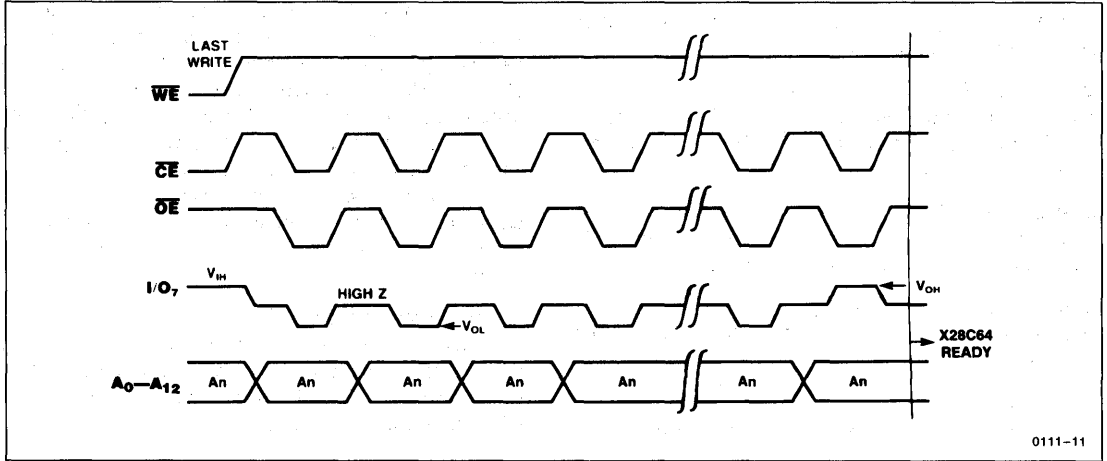 LAST
WRITE
WE
CE
OE
VIH
I/O7
HIGH Z
VOL
VOH
X28C64
READY
A0—A12
An
An
An
An
An
An
An
0111–11